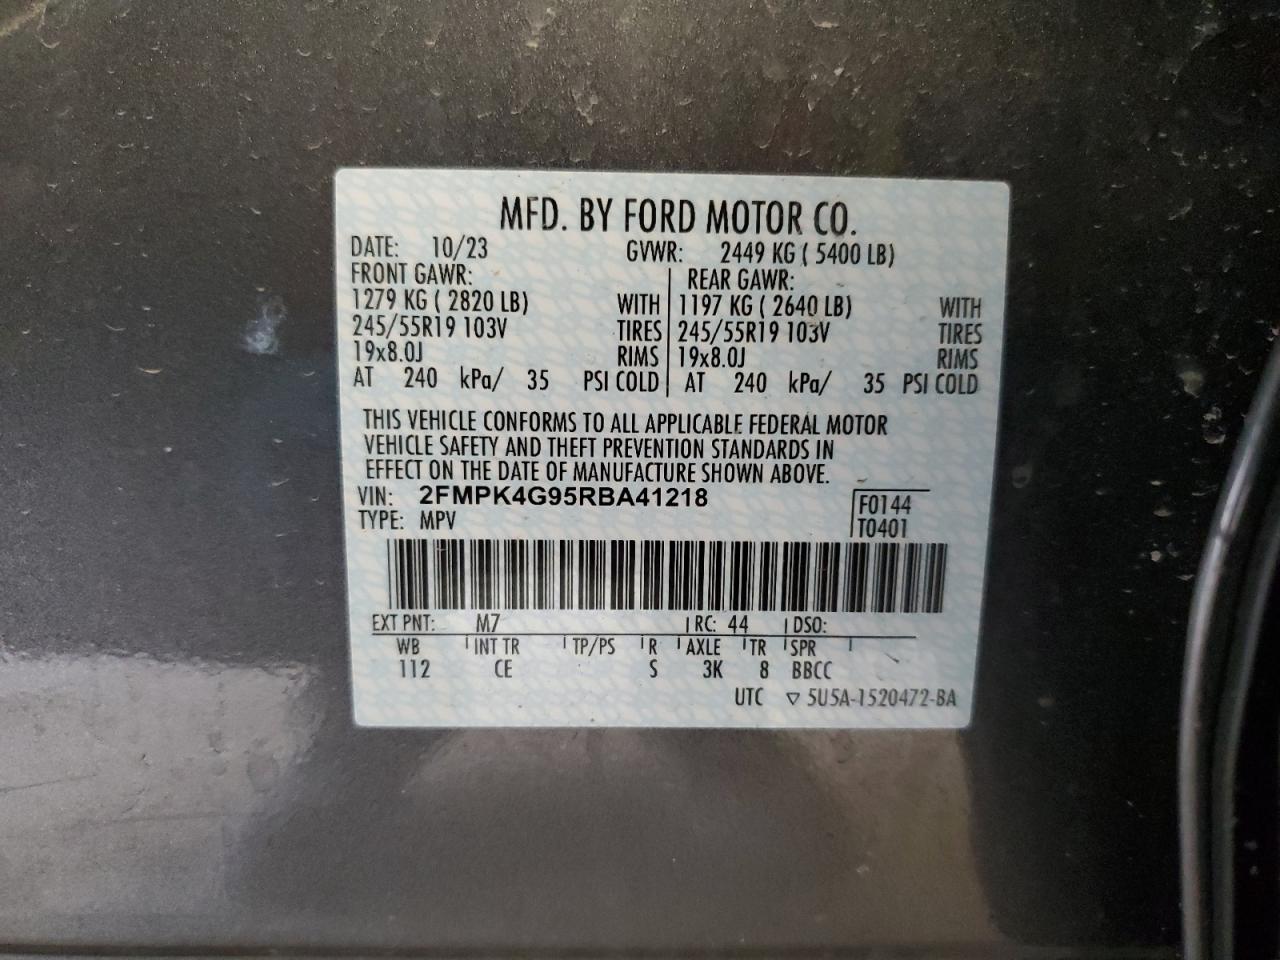 MFD. BY FORD MOTOR CO.
DATE: 10/23 GVWR: 2449 KG ( 5400 LB)
FRONT GAWR: REAR GAWR:
1279 KG ( 2820 LB) WITH 1197 KG ( 2640 LB) WITH
245/55R19 103V TIRES 245/55R19 103V TIRES
19x8.0J RIMS 19x8.0J RIMS
AT 240 kPa/ 35 PSI COLD AT 240 kPa/ 35 PSI COLD
THIS VEHICLE CONFORMS TO ALL APPLICABLE FEDERAL MOTOR
VEHICLE SAFETY AND THEFT PREVENTION STANDARDS IN
EFFECT ON THE DATE OF MANUFACTURE SHOWN ABOVE.
VIN: 2FMPK4G95RBA41218 F0144
TYPE: MPV T0401
EXT PNT: M7 RC: 44 DSO:
WB INT TR TP/PS R AXLE TR SPR
112 CE S 3K 8 BBCC
UTC ▽ 5U5A-1520472-BA